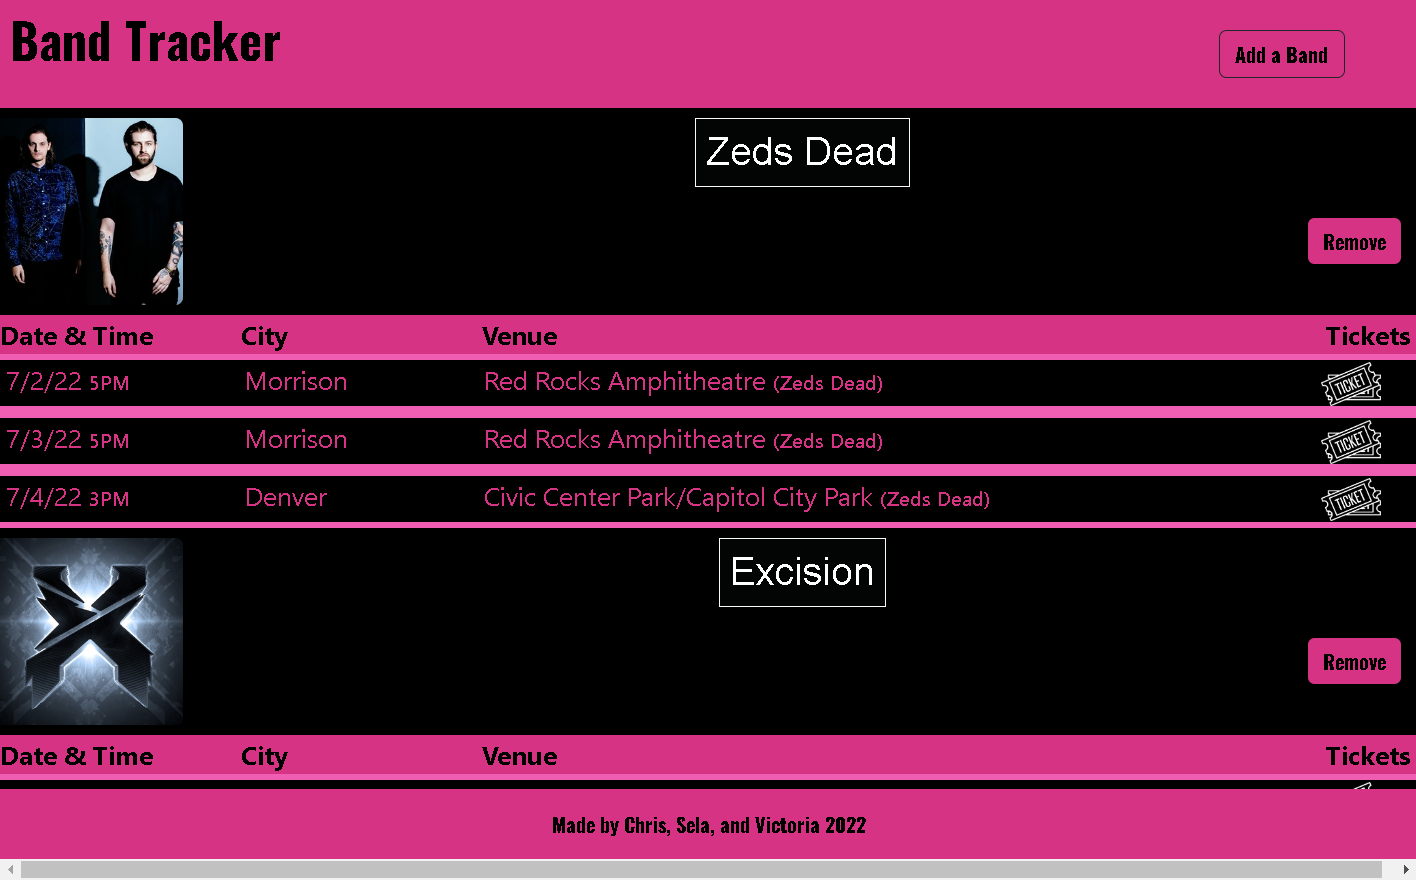 Band Tracker
Add a Band
Zeds Dead
Remove
Date & Time City Venue Tickets
7/2/22 5PM Morrison Red Rocks Amphitheatre (Zeds Dead) TICKET
7/3/22 5PM Morrison Red Rocks Amphitheatre (Zeds Dead) TICKET
7/4/22 3PM Denver Civic Center Park/Capitol City Park (Zeds Dead) TICKET
Excision
Remove
Date & Time City Venue Tickets
Made by Chris, Sela, and Victoria 2022